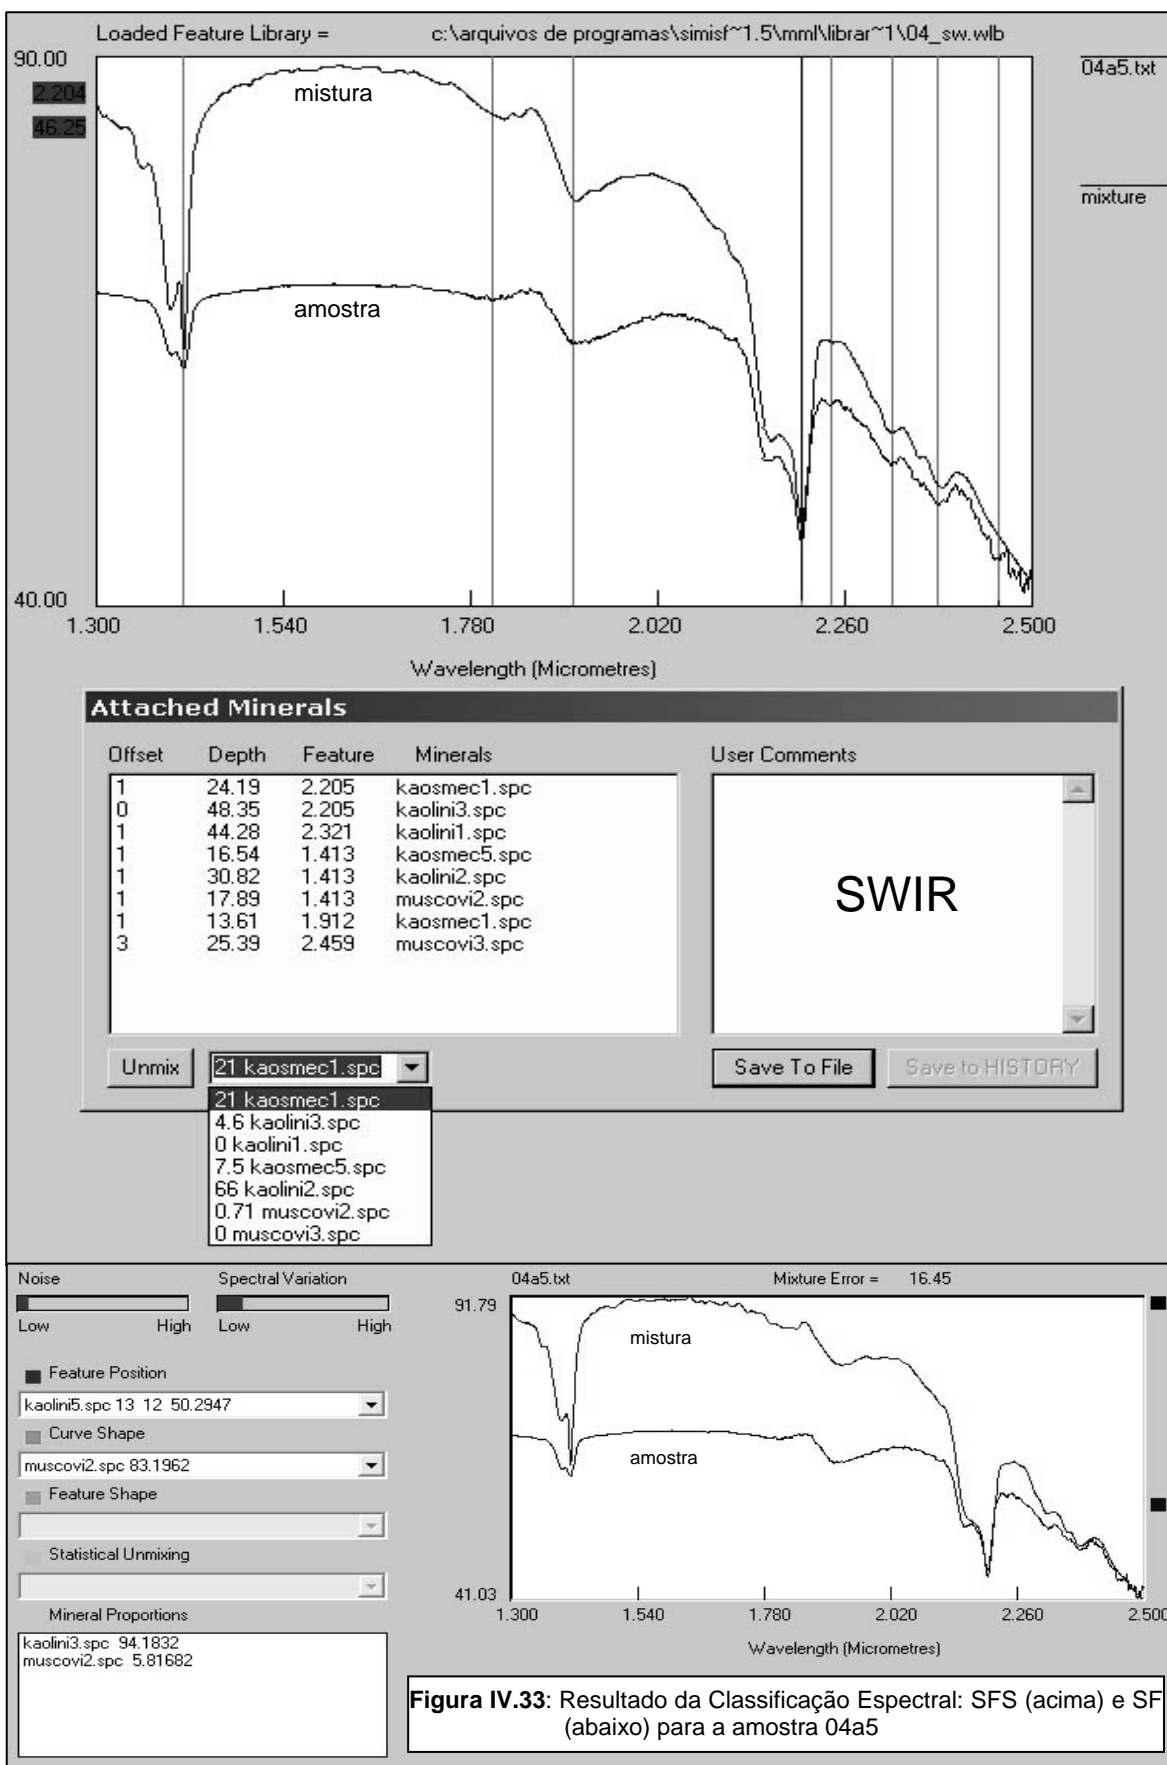 Loaded Feature Library = c:\arquivos de programas\simisf~1.5\mml\librar~1\04_sw.wlb
90.00
2.204
46.25
mistura
amostra
04a5.txt
mixture
40.00
1.300 1.540 1.780 2.020 2.260 2.500
Wavelength (Micrometres)
Attached Minerals
Offset Depth Feature Minerals
1 24.19 2.205 kaosmec1.spc
0 48.35 2.205 kaolini3.spc
1 44.28 2.321 kaolini1.spc
1 16.54 1.413 kaosmec5.spc
1 30.82 1.413 kaolini2.spc
1 17.89 1.413 muscovi2.spc
1 13.61 1.912 kaosmec1.spc
3 25.39 2.459 muscovi3.spc
User Comments
SWIR
Unmix
21 kaosmec1.spc
21 kaosmec1.spc
4.6 kaolini3.spc
0 kaolini1.spc
7.5 kaosmec5.spc
66 kaolini2.spc
0.71 muscovi2.spc
0 muscovi3.spc
Save To File
Save to HISTORY
Noise
Low High
Spectral Variation
Low High
Feature Position
kaolini5.spc 13 12 50.2947
Curve Shape
muscovi2.spc 83.1962
Feature Shape
Statistical Unmixing
Mineral Proportions
kaolini3.spc 94.1832
muscovi2.spc 5.81682
04a5.txt Mixture Error = 16.45
91.79
mistura
amostra
41.03
1.300 1.540 1.780 2.020 2.260 2.500
Wavelength (Micrometres)
Figura IV.33: Resultado da Classificação Espectral: SFS (acima) e SF
(abaixo) para a amostra 04a5